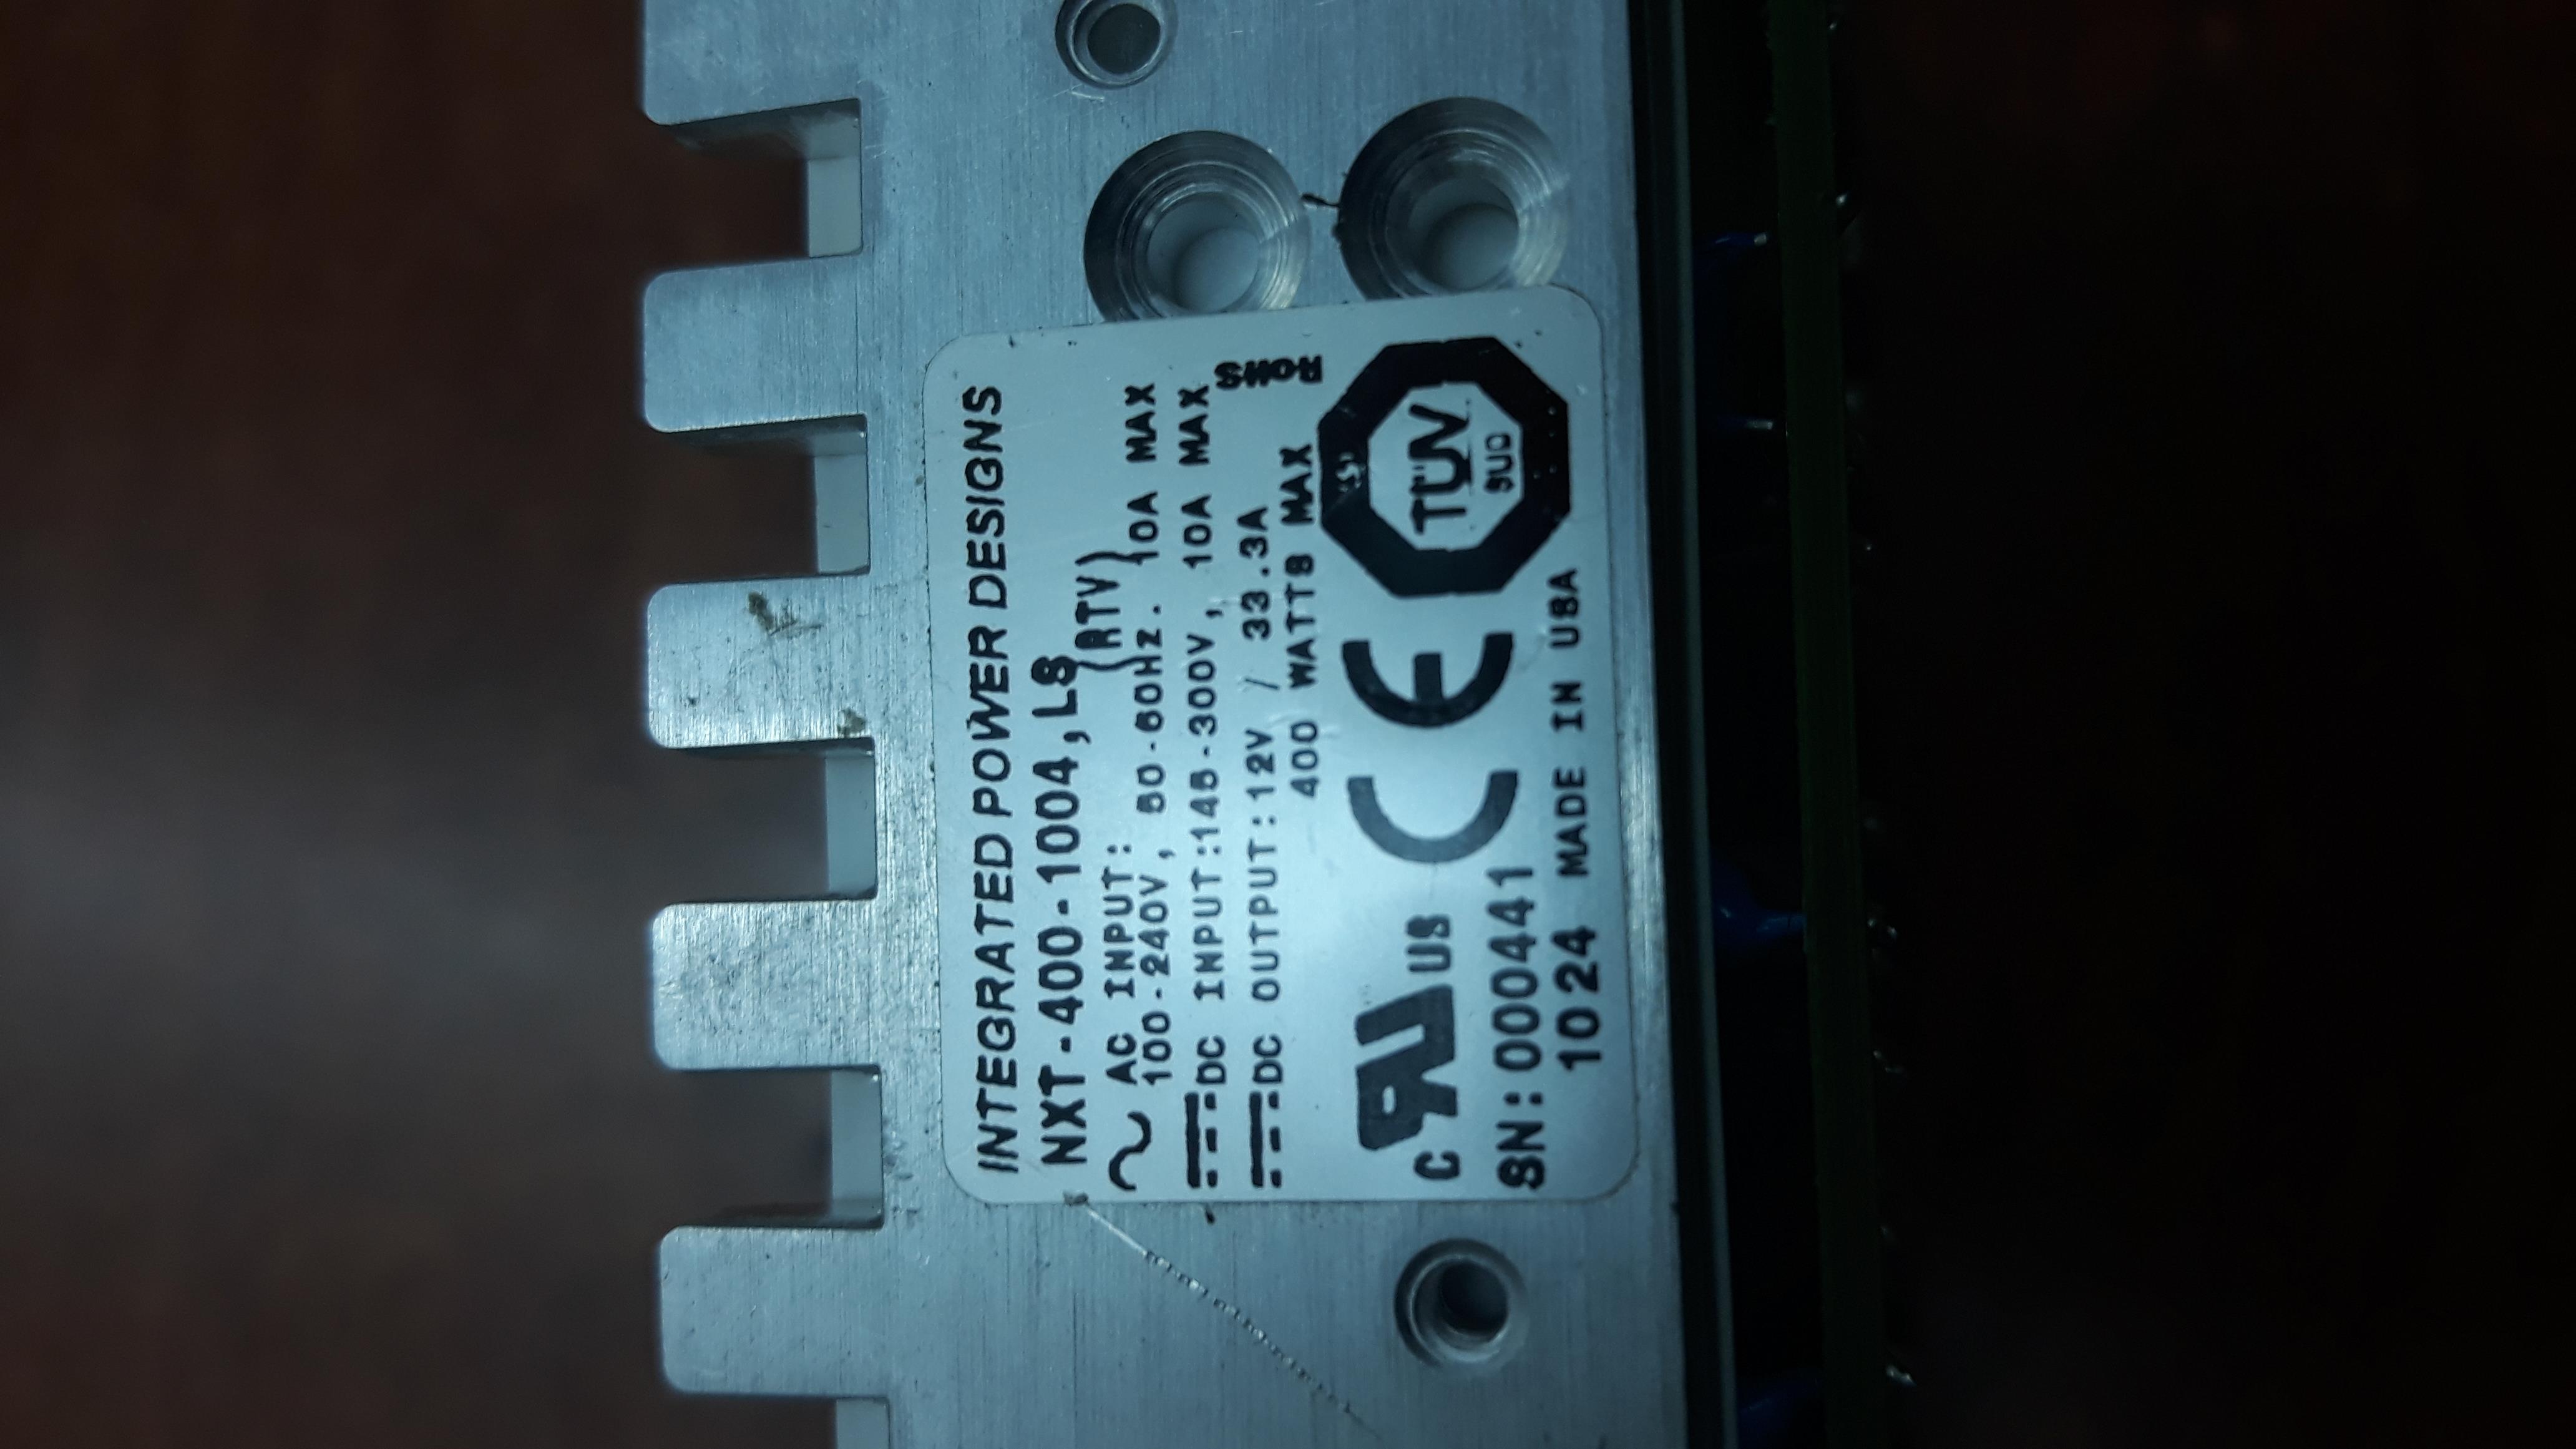 INTEGRATED POWER DESIGNS
NXT-400-1004,LS
(RTV)
AC INPUT:
100-240V, 50-60Hz. 10A MAX
DC INPUT:145-300V, 10A MAX
DC OUTPUT:12V / 33.3A
400 WATTS MAX
RoHS
C US
CE
TÜV
SUD
SN:000441
1024 MADE IN USA